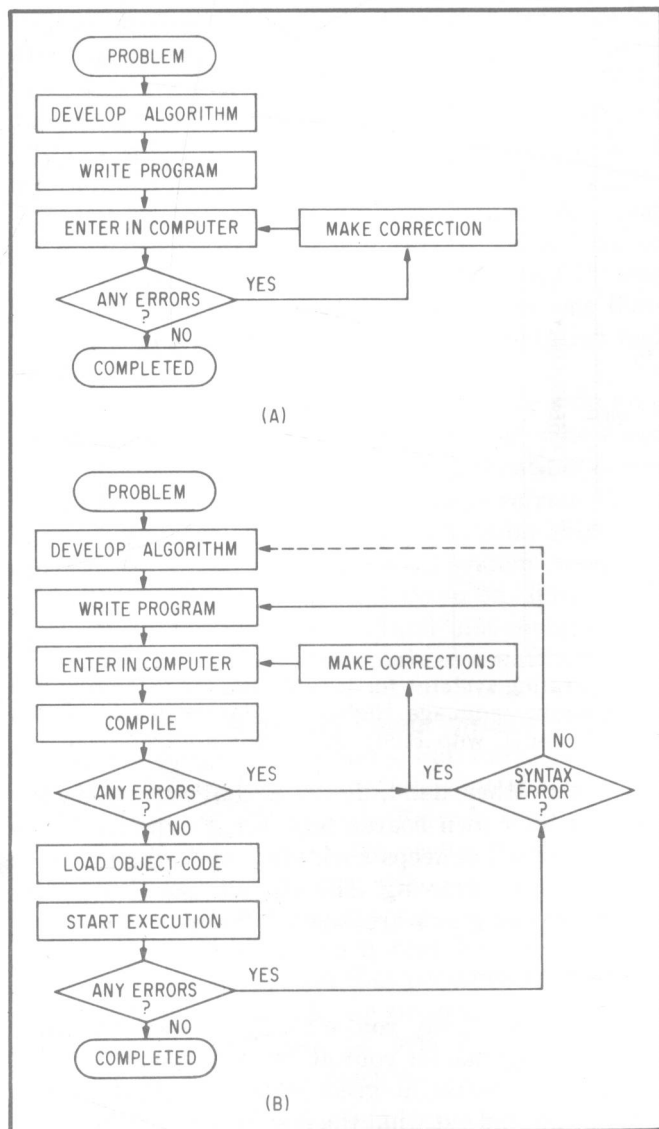 PROBLEM
DEVELOP ALGORITHM
WRITE PROGRAM
ENTER IN COMPUTER
MAKE CORRECTION
YES
ANY ERRORS
?
NO
COMPLETED
(A)
PROBLEM
DEVELOP ALGORITHM
WRITE PROGRAM
ENTER IN COMPUTER
MAKE CORRECTIONS
COMPILE
NO
YES
YES
ANY ERRORS
?
SYNTAX
ERROR
?
NO
LOAD OBJECT CODE
START EXECUTION
YES
ANY ERRORS
?
NO
COMPLETED
(B)